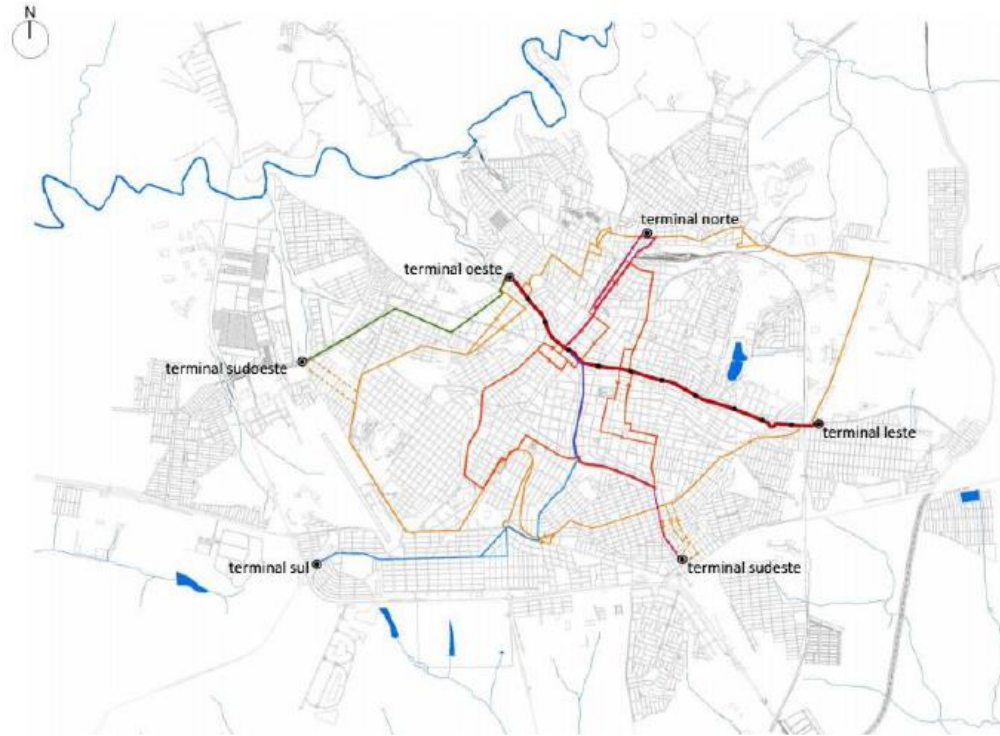 N
terminal norte
terminal oeste
terminal sudoeste
terminal leste
terminal sul
terminal sudeste